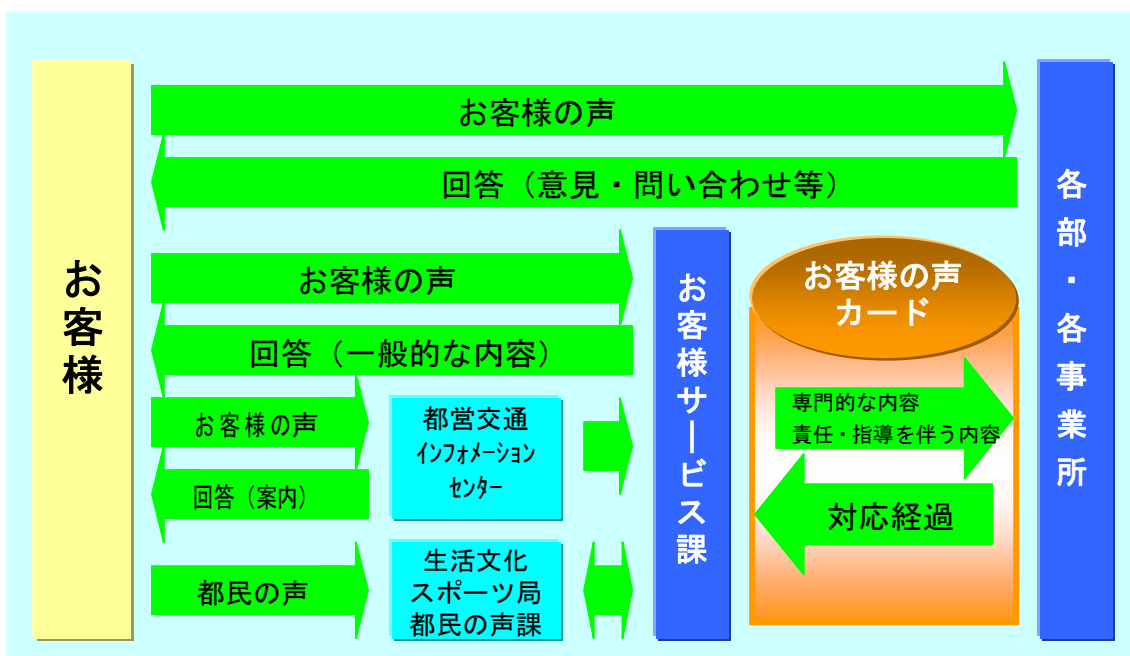 お客様
お客様の声
回答（意見・問い合わせ等）
お客様の声
回答（一般的な内容）
お客様の声
回答（案内）
都民の声
都営交通
ｲﾝﾌｫﾒｰｼｮﾝ
ｾﾝﾀｰ
生活文化
スポーツ局
都民の声課
お客様サービス課
お客様の声
カード
専門的な内容
責任・指導を伴う内容
対応経過
各部・各事業所